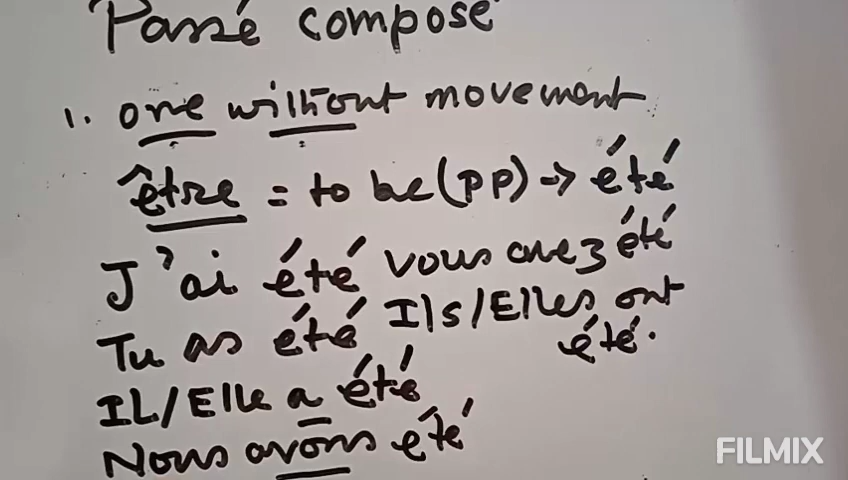 Passé composé
1. one without movement
être = to be (pp) → été
J'ai été vous avez été
Tu as été Ils/Elles ont été.
IL/Elle a été
Nous avons été
FILMIX